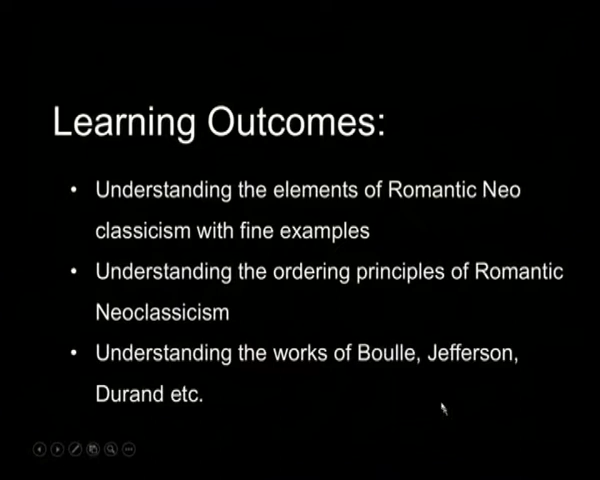 Learning Outcomes:
• Understanding the elements of Romantic Neo
classicism with fine examples
• Understanding the ordering principles of Romantic
Neoclassicism
• Understanding the works of Boulle, Jefferson,
Durand etc.